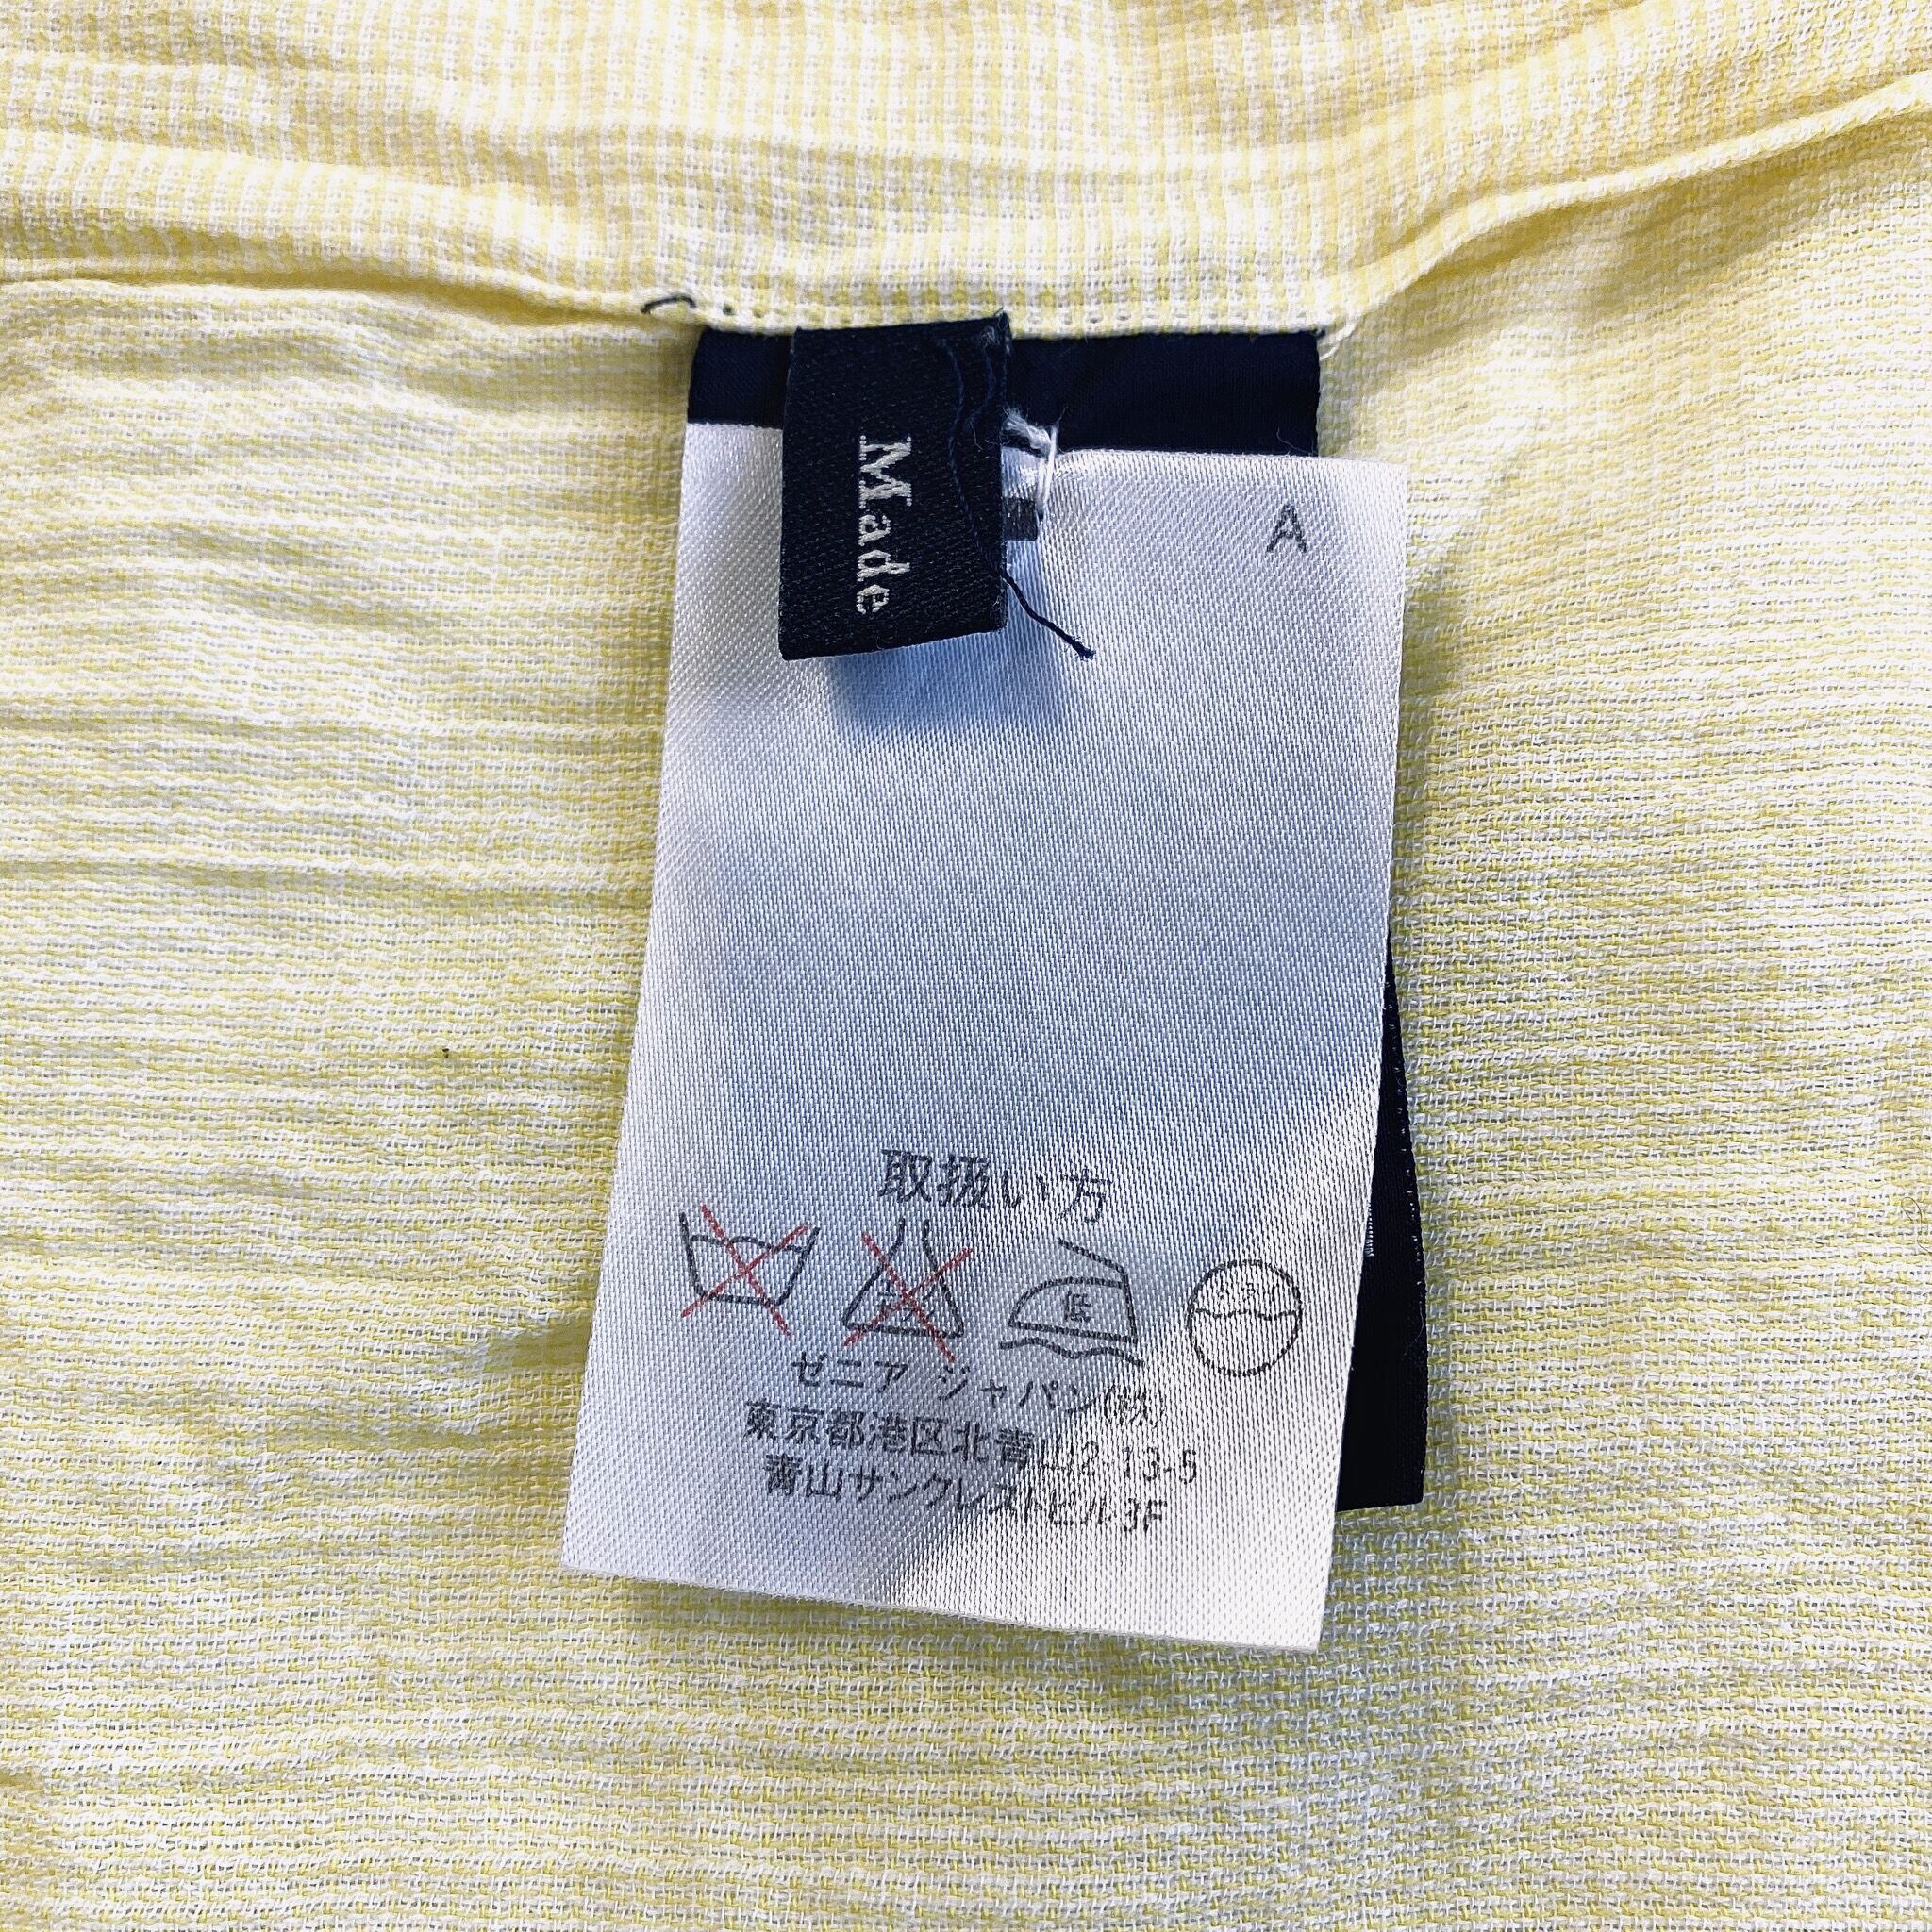 Made
A
取扱い方
低
ゼニア ジャパン(株)
東京都港区北青山2-13-5
青山サンクレストビル3F